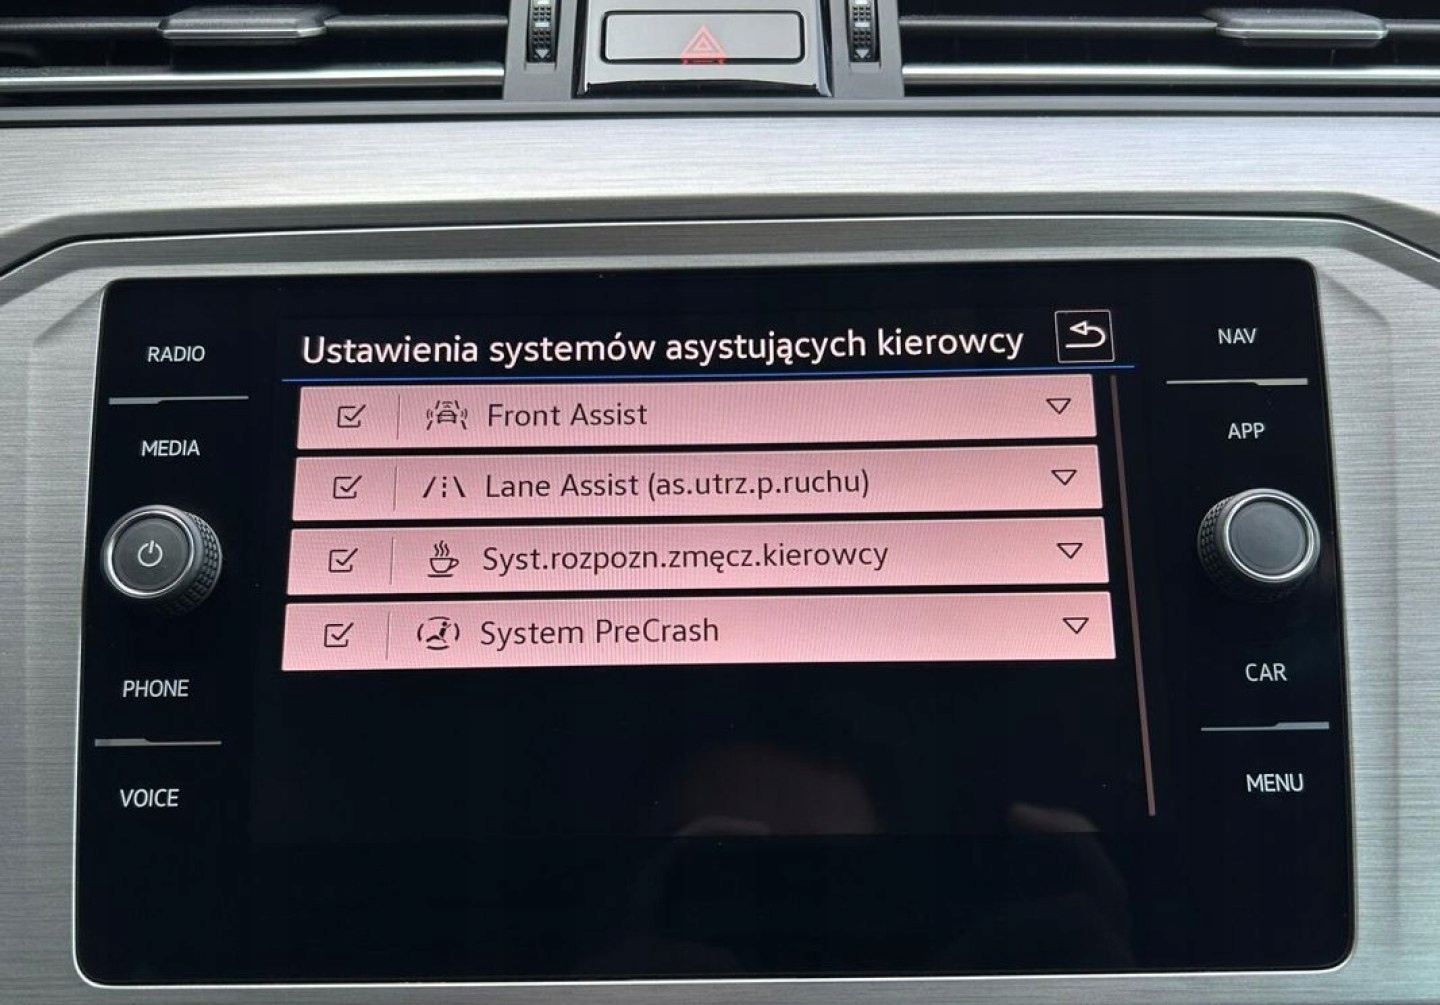 Ustawienia systemów asystujących kierowcy
Front Assist
Lane Assist (as.utrz.p.ruchu)
Syst.rozpozn.zmęcz.kierowcy
System PreCrash
RADIO
MEDIA
PHONE
VOICE
NAV
APP
CAR
MENU